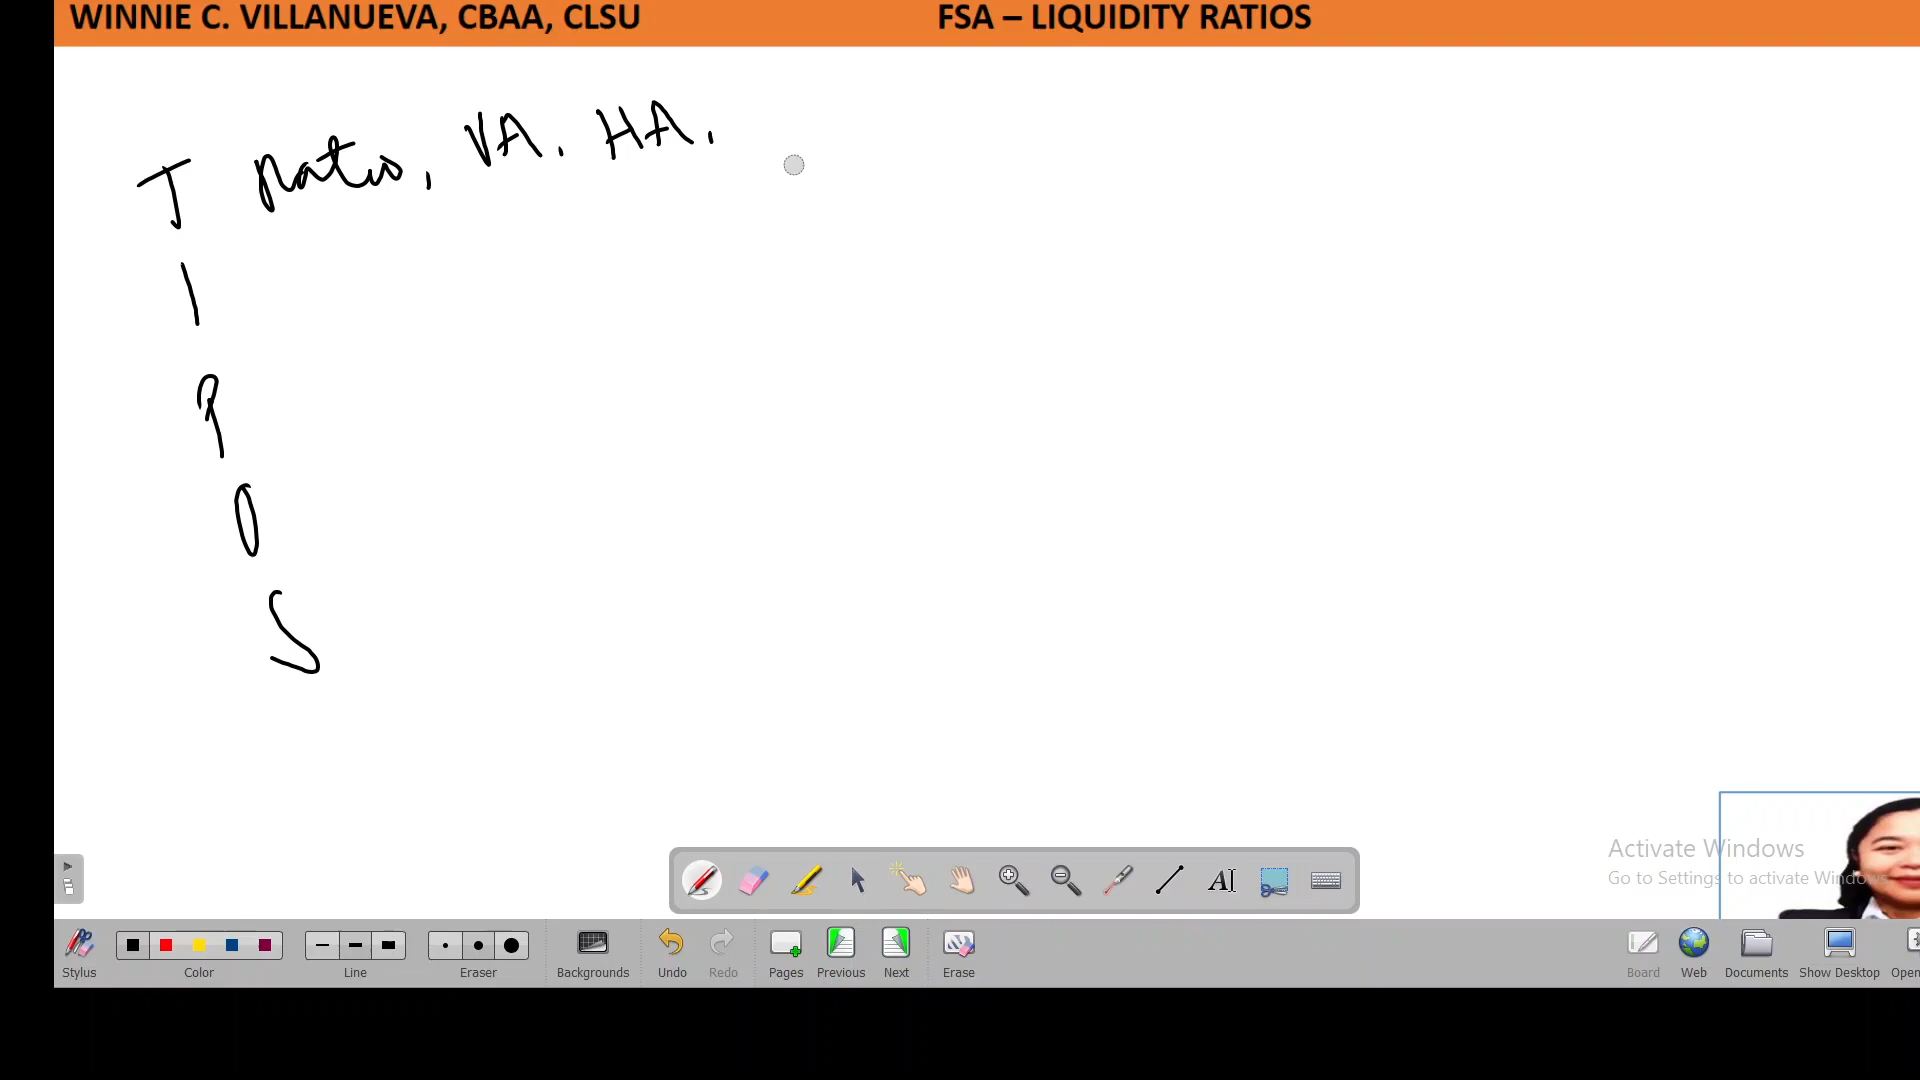 WINNIE C. VILLANUEVA, CBAA, CLSU FSA – LIQUIDITY RATIOS
T Ratio, VA. HA.
I
P
O
S
Activate Windows
Go to Settings to activate Windows
Stylus Color Line Eraser Backgrounds Undo Redo Pages Previous Next Erase Board Web Documents Show Desktop Open